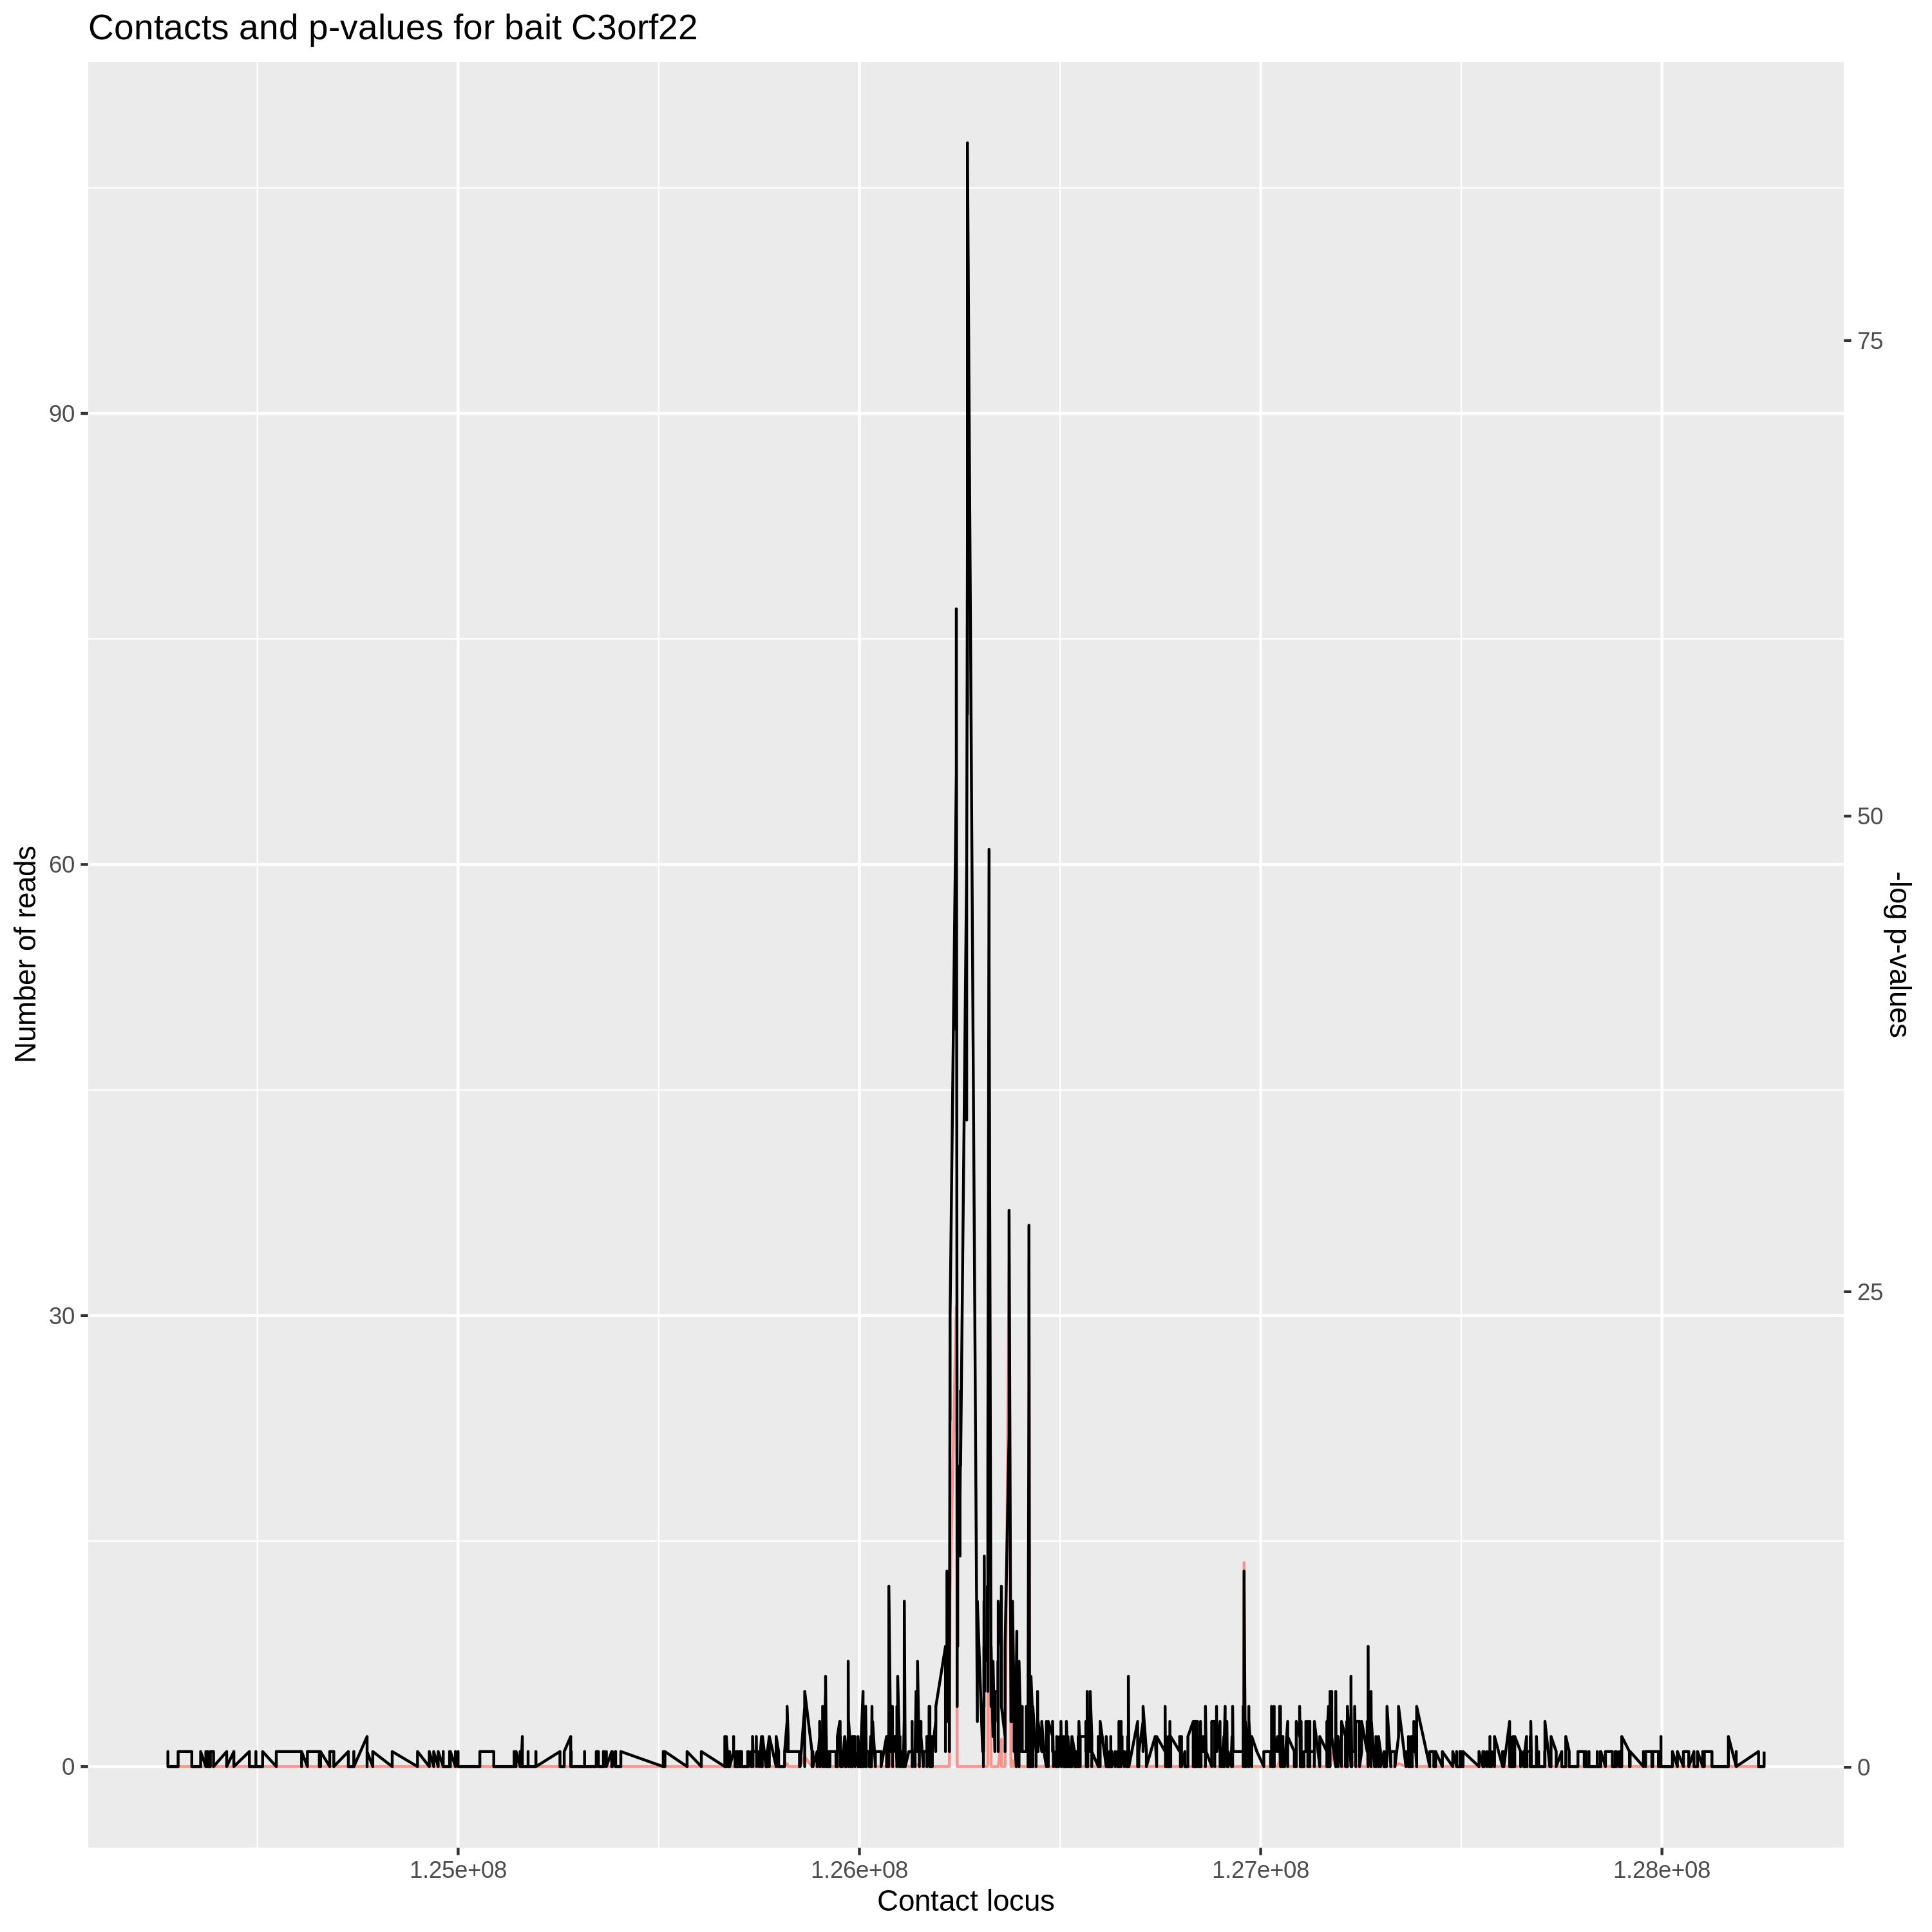 Contacts and p-values for bait C3orf22
Number of reads
90
60
30
0
75
50
25
0
-log p-values
1.25e+08 1.26e+08 1.27e+08 1.28e+08
Contact locus